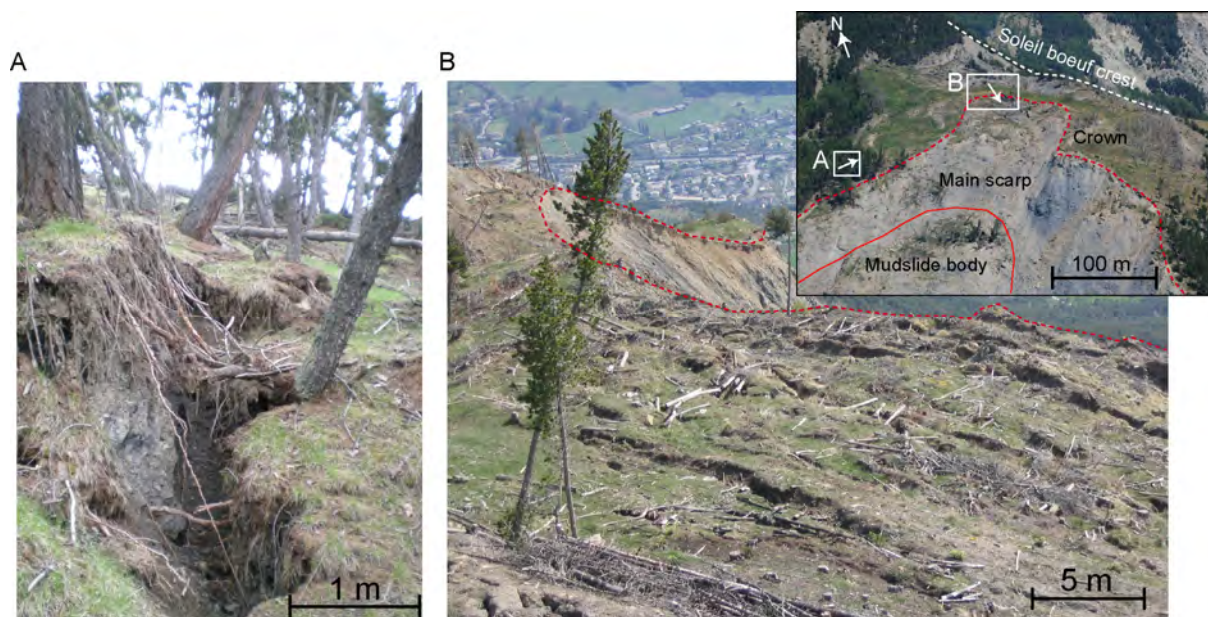 A
B
N
Soleil boeuf crest
B
Crown
A
Main scarp
Mudslide body
100 m
1 m
5 m